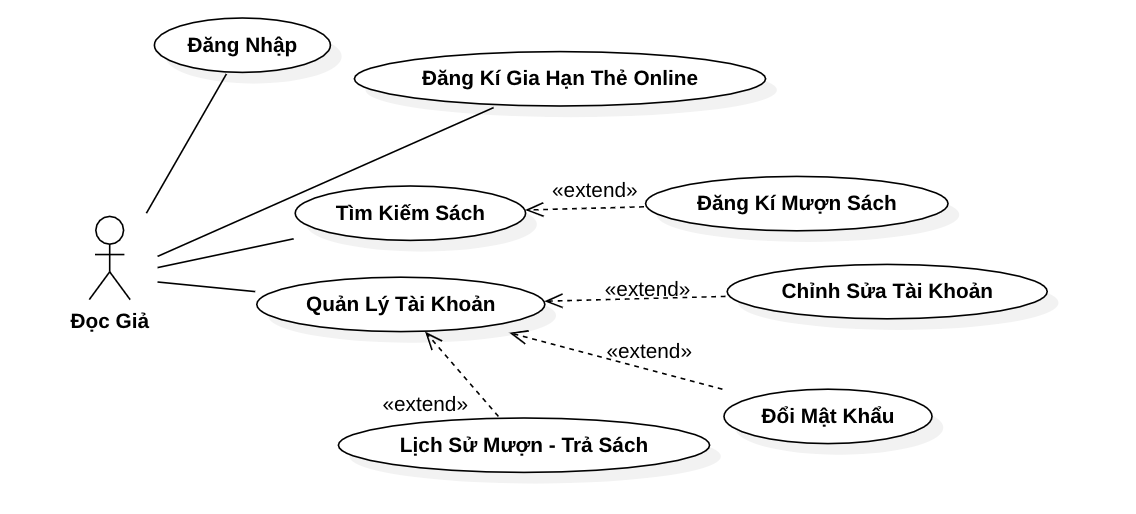 Đăng Nhập
Đăng Kí Gia Hạn Thẻ Online
Tìm Kiếm Sách
«extend»
Đăng Kí Mượn Sách
Quản Lý Tài Khoản
«extend»
Chỉnh Sửa Tài Khoản
Đọc Giả
«extend»
«extend»
Đổi Mật Khẩu
Lịch Sử Mượn - Trả Sách